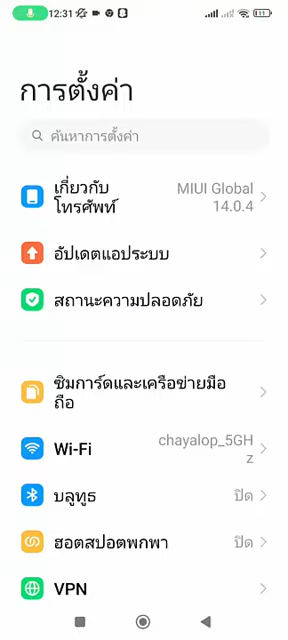 12:31
การตั้งค่า
ค้นหาการตั้งค่า
เกี่ยวกับ
โทรศัพท์
MIUI Global
14.0.4
อัปเดตแอประบบ
สถานะความปลอดภัย
ซิมการ์ดและเครือข่ายมือ
ถือ
Wi-Fi
chayalop_5GH
z
บลูทูธ
ปิด
ฮอตสปอตพกพา
ปิด
VPN